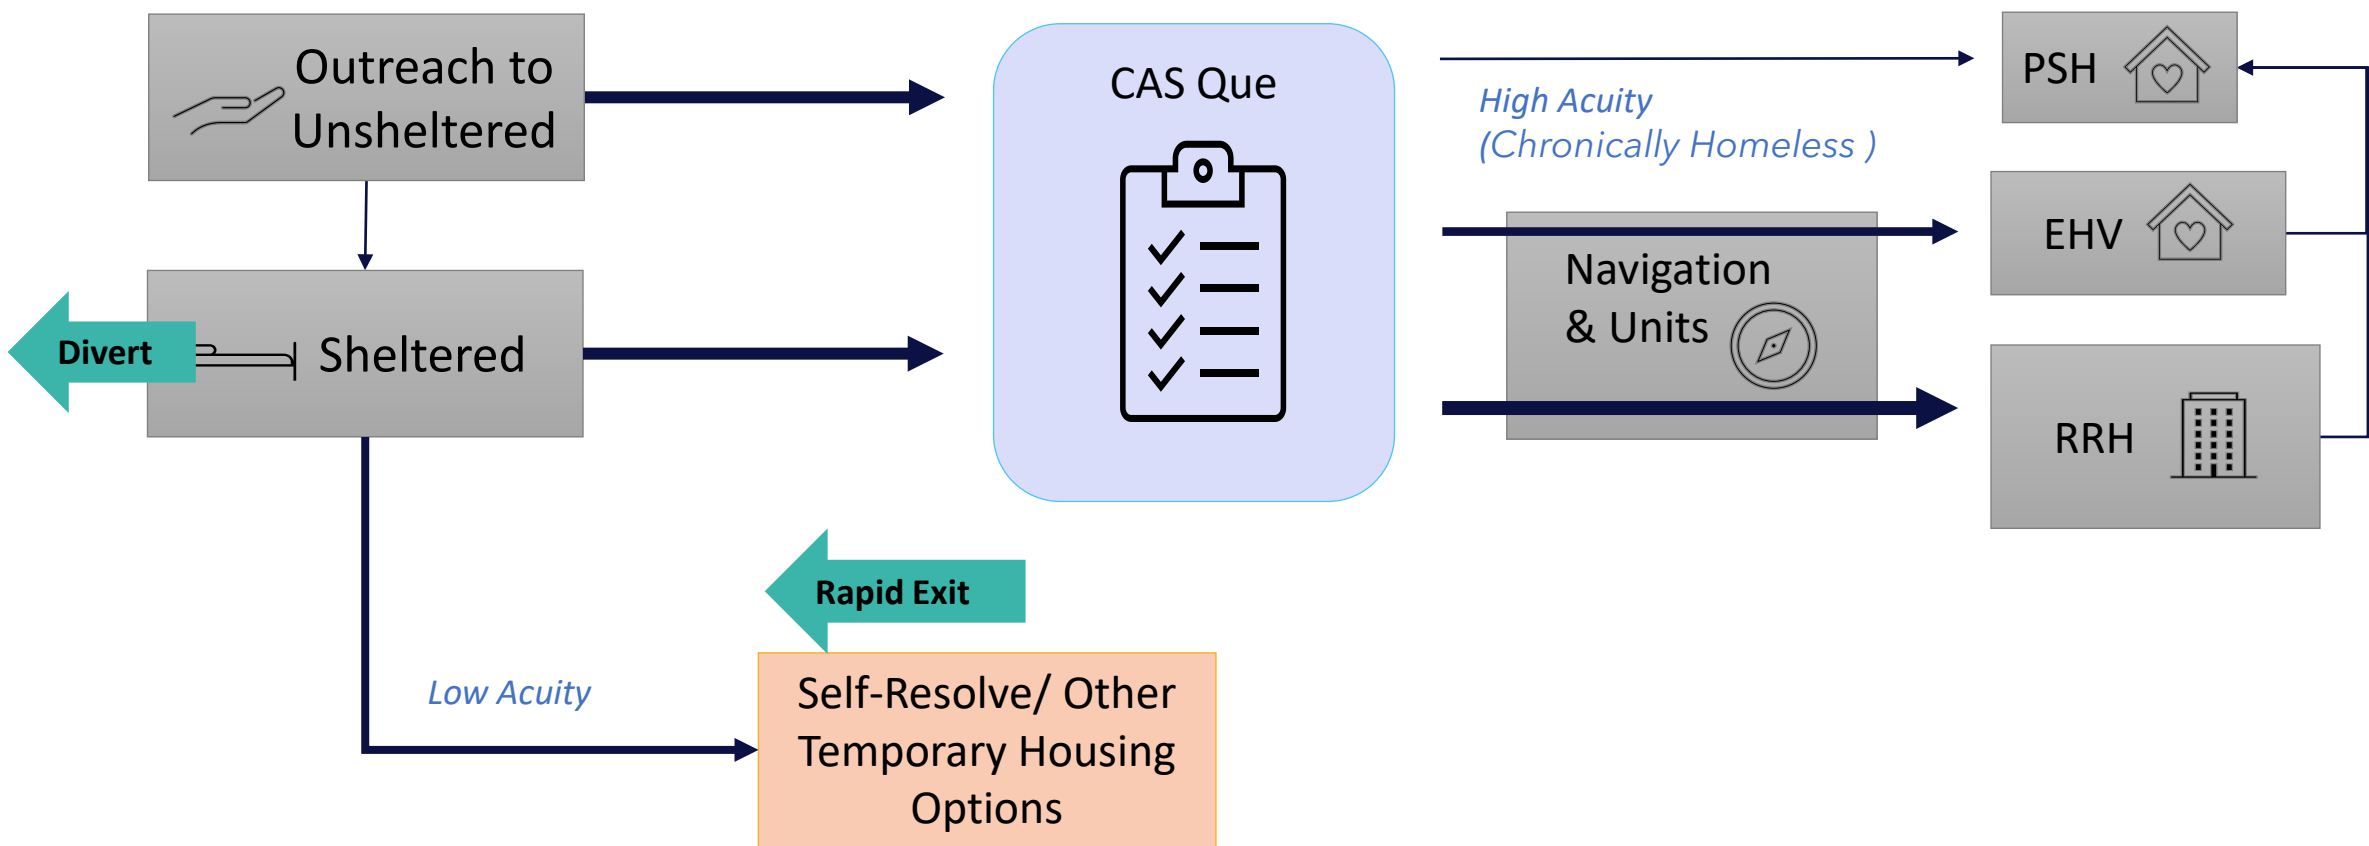 Outreach to
Unsheltered
CAS Que
High Acuity
(Chronically Homeless )
PSH
EHV
Navigation
& Units
RRH
Divert
Sheltered
Rapid Exit
Low Acuity
Self-Resolve/ Other
Temporary Housing
Options